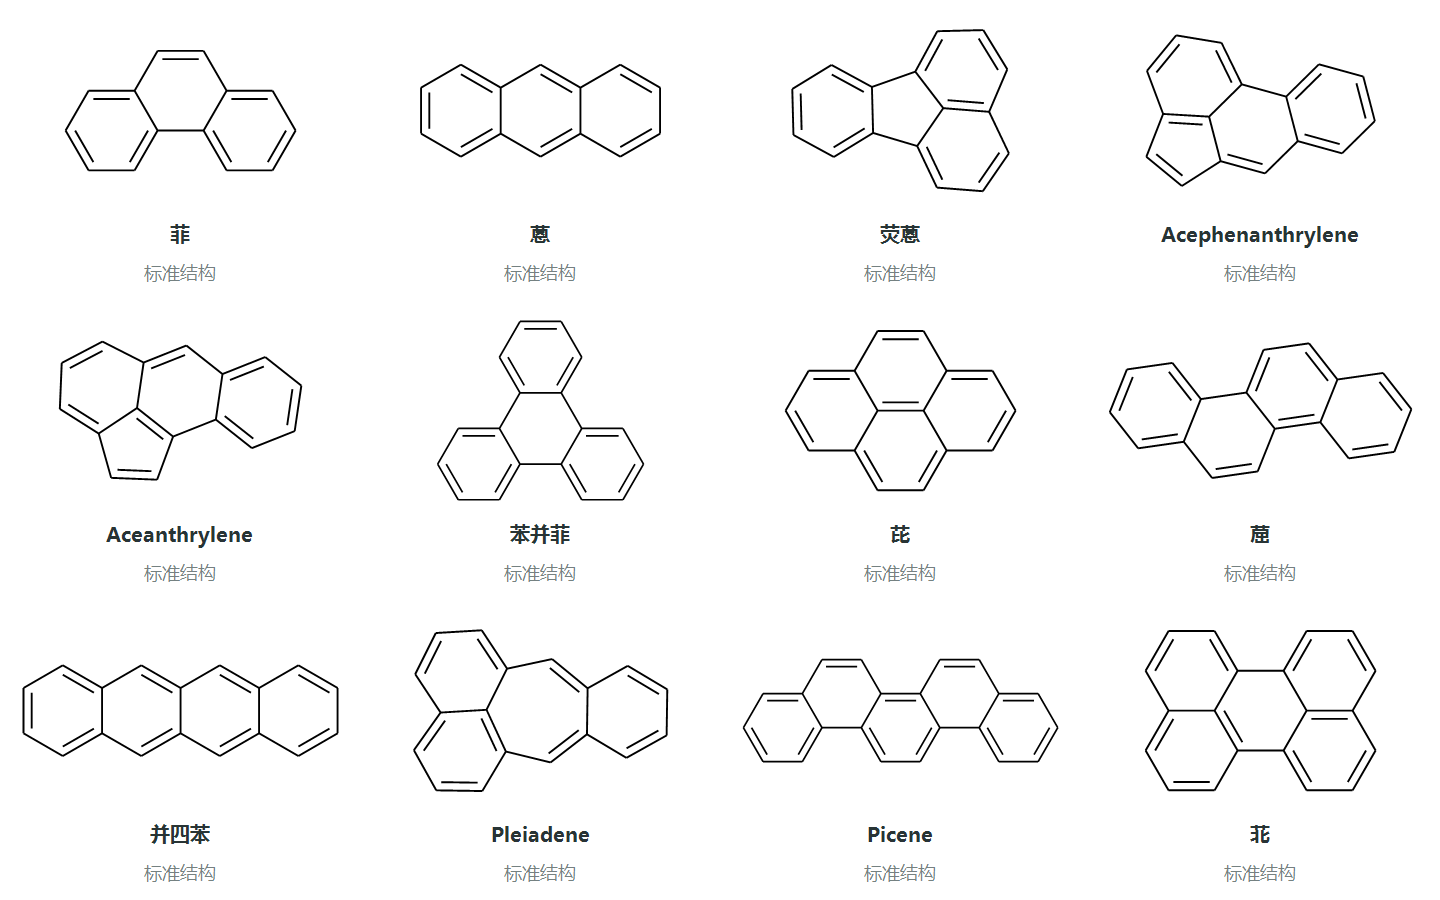 菲
标准结构
蒽
标准结构
荧蒽
标准结构
Acephenanthrylene
标准结构
Aceanthrylene
标准结构
苯并菲
标准结构
芘
标准结构
䓛
标准结构
并四苯
标准结构
Pleiadene
标准结构
Picene
标准结构
苝
标准结构